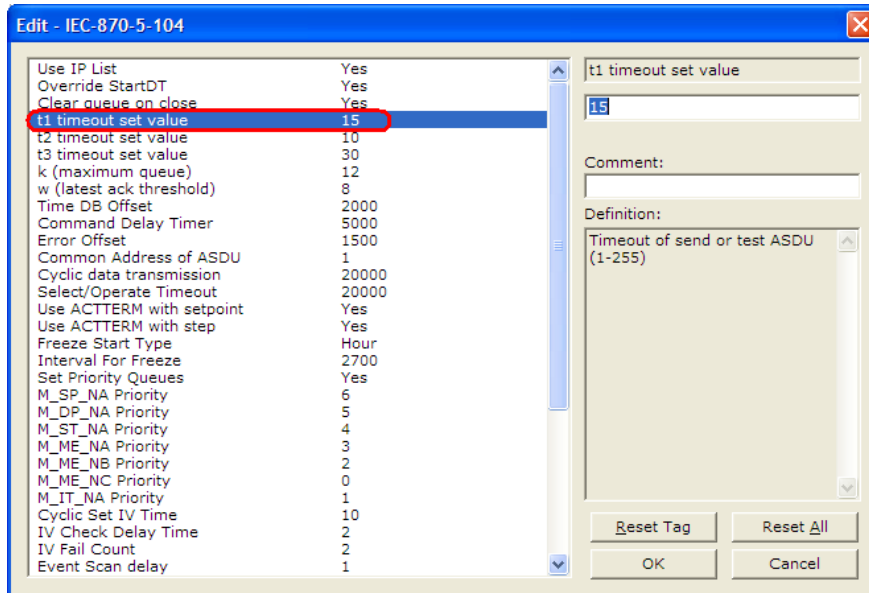 Edit - IEC-870-5-104
Use IP List Yes
Override StartDT Yes
Clear queue on close Yes
t1 timeout set value 15
t2 timeout set value 10
t3 timeout set value 30
k (maximum queue) 12
w (latest ack threshold) 8
Time DB Offset 2000
Command Delay Timer 5000
Error Offset 1500
Common Address of ASDU 1
Cyclic data transmission 20000
Select/Operate Timeout 20000
Use ACTTERM with setpoint Yes
Use ACTTERM with step Yes
Freeze Start Type Hour
Interval For Freeze 2700
Set Priority Queues Yes
M_SP_NA Priority 6
M_DP_NA Priority 5
M_ST_NA Priority 4
M_ME_NA Priority 3
M_ME_NB Priority 2
M_ME_NC Priority 0
M_IT_NA Priority 1
Cyclic Set IV Time 10
IV Check Delay Time 2
IV Fail Count 2
Event Scan delay 1
t1 timeout set value
15
Comment:
Definition:
Timeout of send or test ASDU
(1-255)
Reset Tag Reset All
OK Cancel